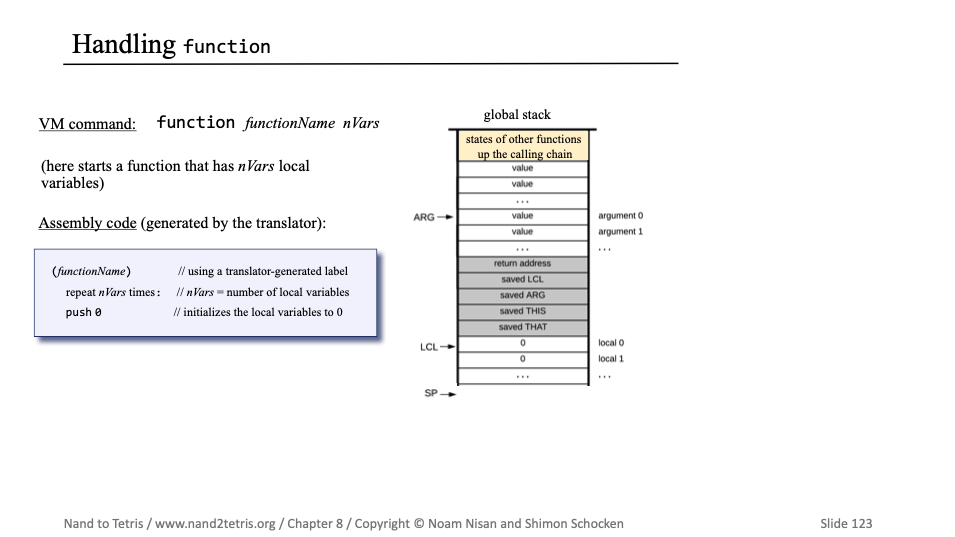 Handling function
VM command: function functionName nVars
(here starts a function that has nVars local
variables)
Assembly code (generated by the translator):
(functionName) // using a translator-generated label
repeat nVars times: // nVars = number of local variables
push 0 // initializes the local variables to 0
global stack
states of other functions
up the calling chain
value
value
...
ARG value argument 0
value argument 1
... ...
return address
saved LCL
saved ARG
saved THIS
saved THAT
LCL 0 local 0
0 local 1
... ...
SP
Nand to Tetris / www.nand2tetris.org / Chapter 8 / Copyright © Noam Nisan and Shimon Schocken Slide 123